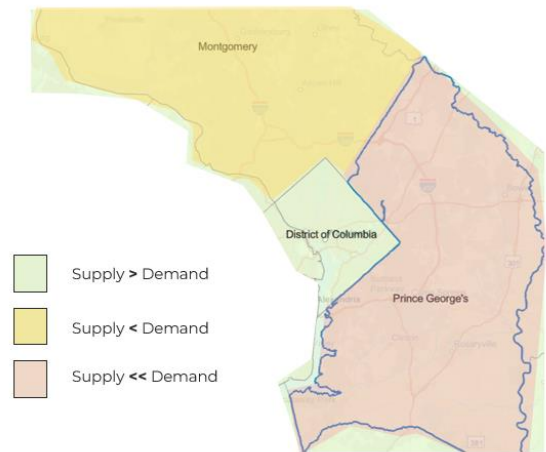 Montgomery
District of Columbia
Prince George's
Supply > Demand
Supply < Demand
Supply << Demand